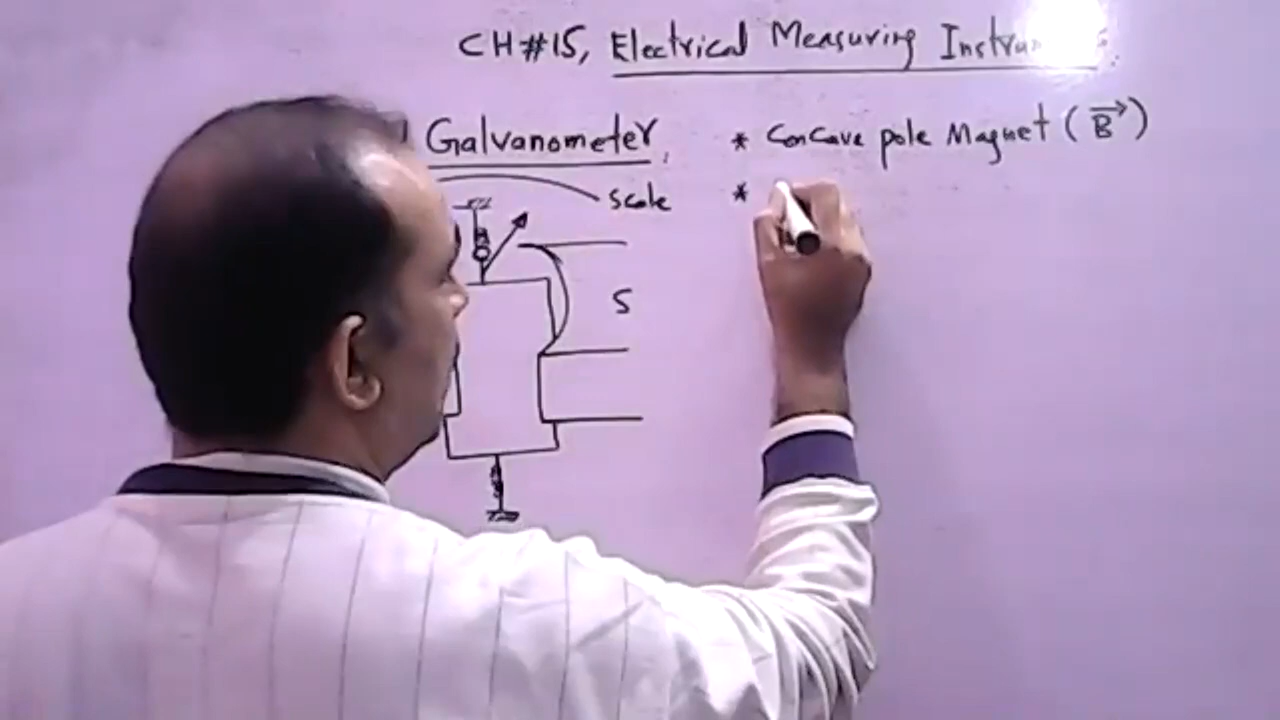 CH#15, Electrical Measuring
Galvanometer,
* Concave pole Magnet (B→)
scale
*
S